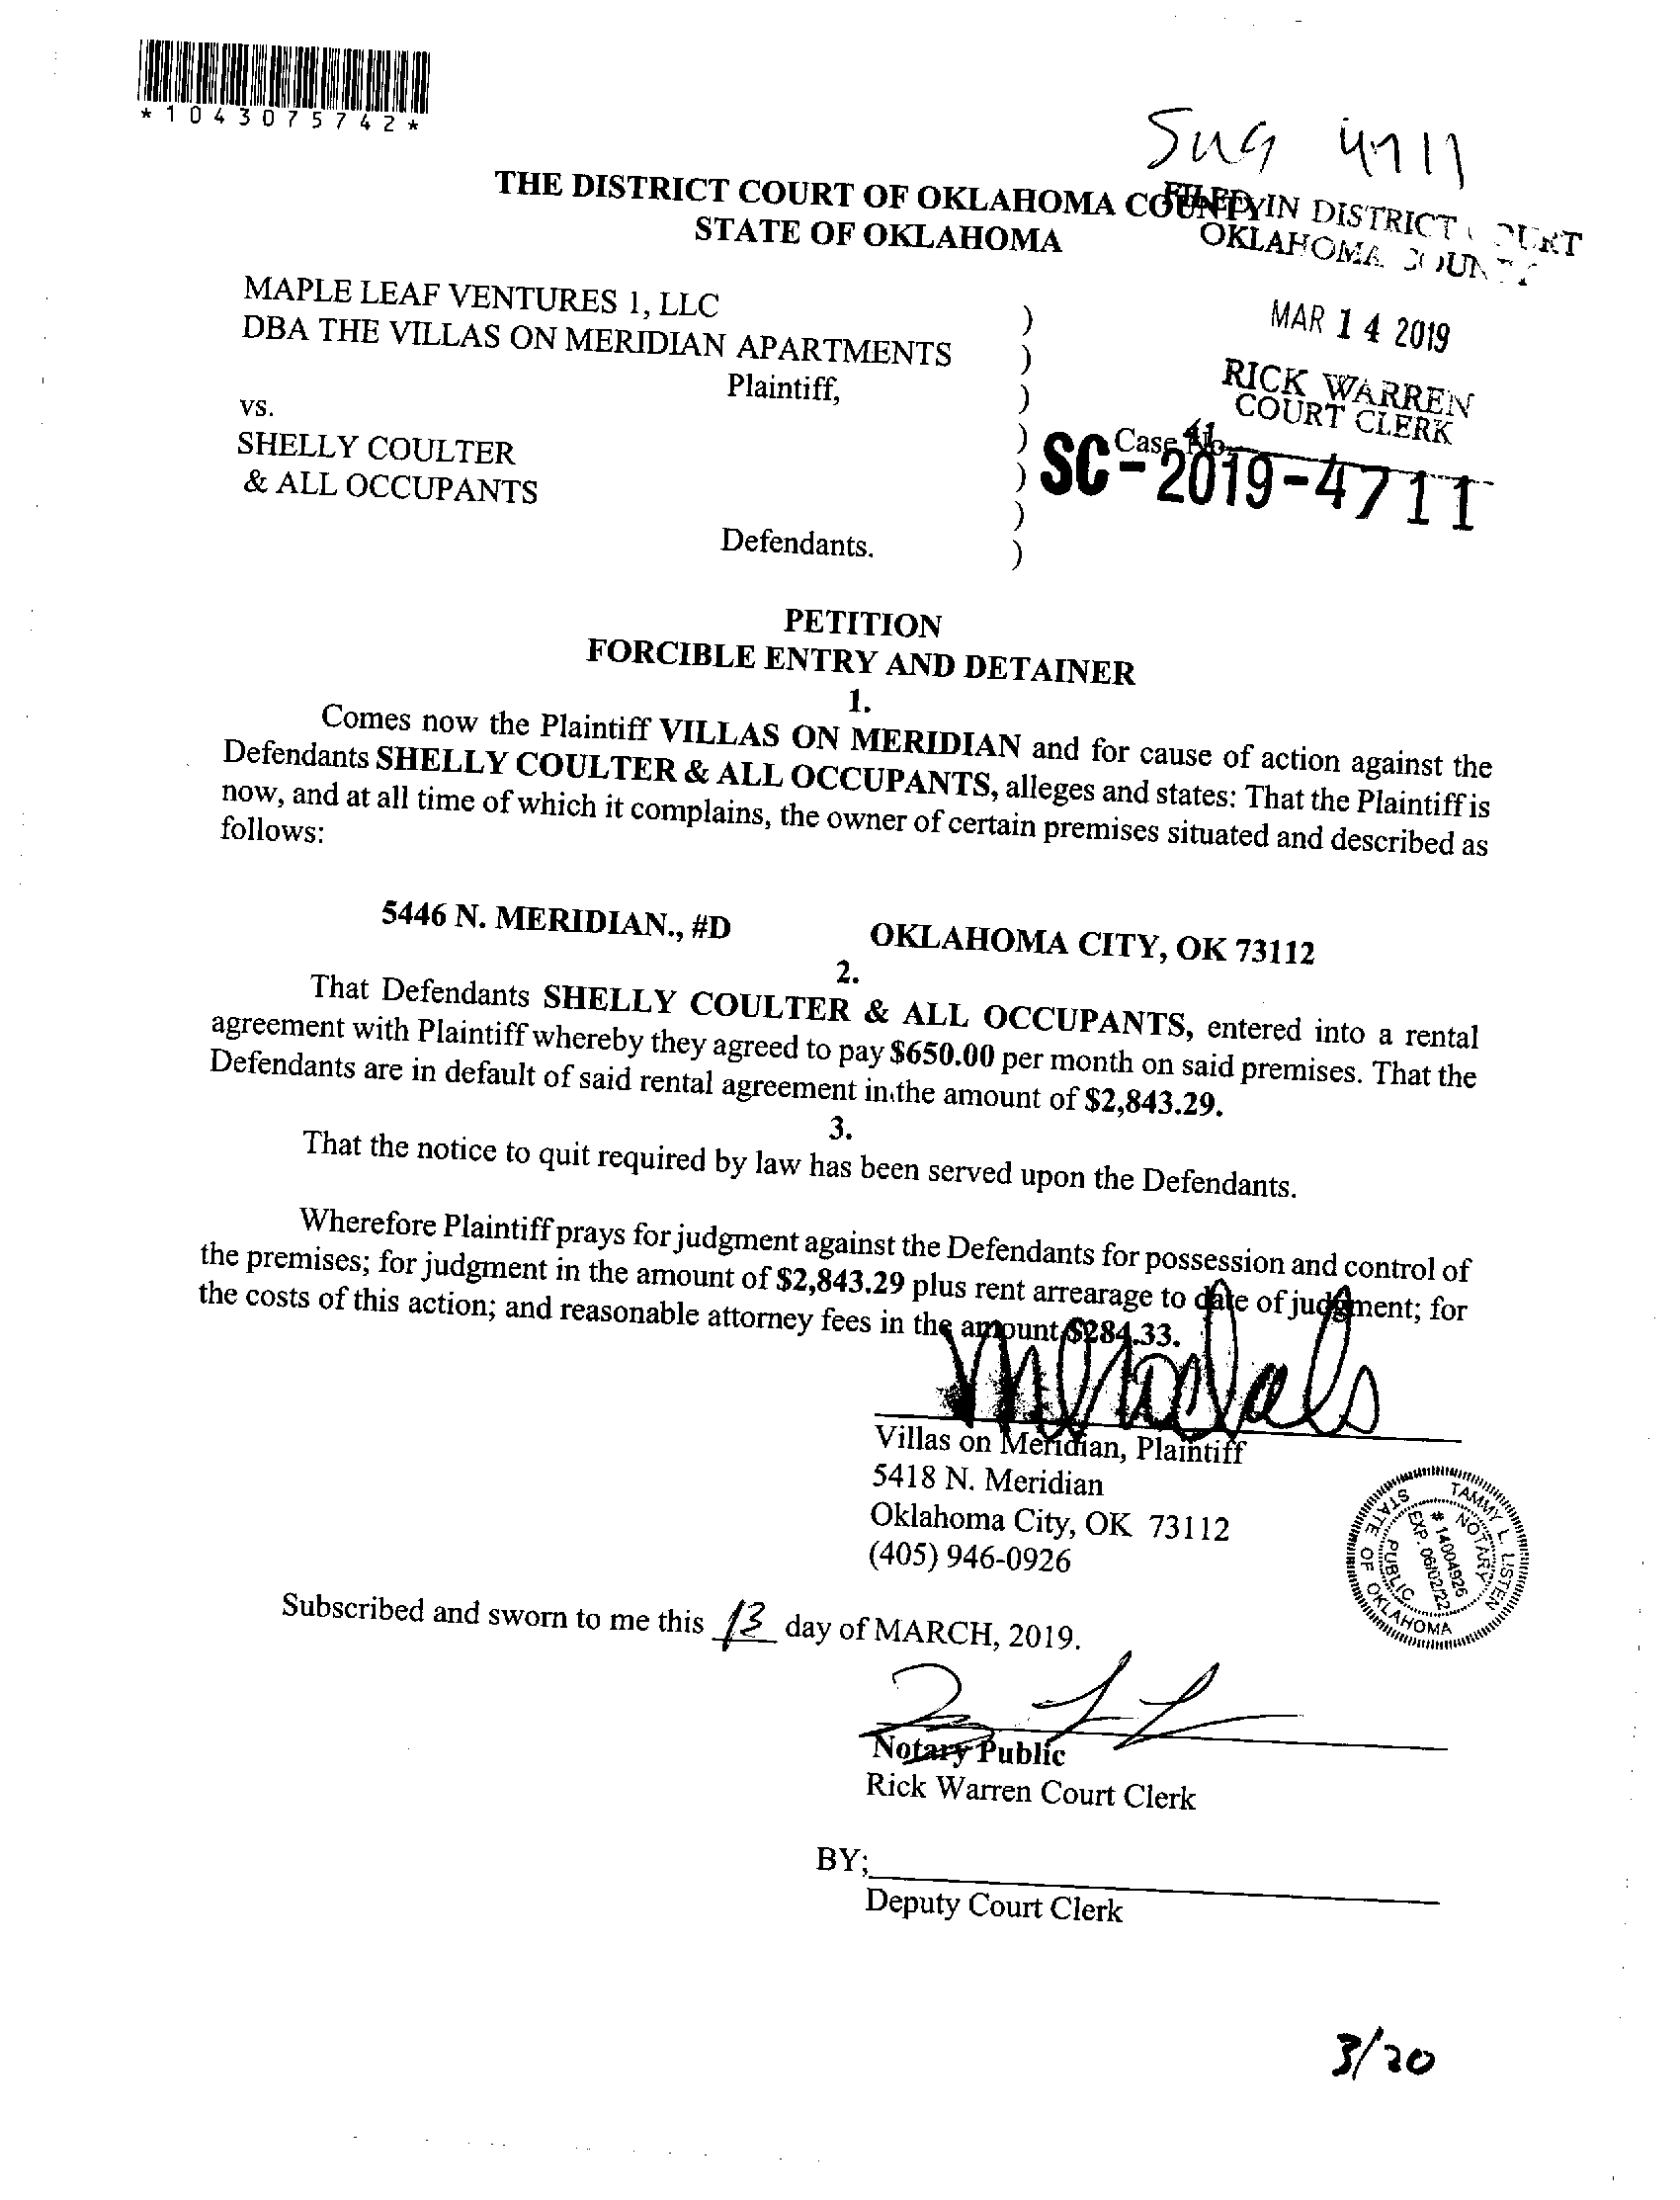 *1043075742*
4711
THE DISTRICT COURT OF OKLAHOMA COUNTY
STATE OF OKLAHOMA
FILED IN DISTRICT COURT
OKLAHOMA COUNTY
MAR 14 2019
RICK WARREN
COURT CLERK
41
MAPLE LEAF VENTURES 1, LLC )
DBA THE VILLAS ON MERIDIAN APARTMENTS )
Plaintiff, )
vs.
SHELLY COULTER ) Case No.
& ALL OCCUPANTS ) SC-2019-4711
)
Defendants. )
PETITION
FORCIBLE ENTRY AND DETAINER
1.
Comes now the Plaintiff VILLAS ON MERIDIAN and for cause of action against the
Defendants SHELLY COULTER & ALL OCCUPANTS, alleges and states: That the Plaintiff is
now, and at all time of which it complains, the owner of certain premises situated and described as
follows:
5446 N. MERIDIAN., #D OKLAHOMA CITY, OK 73112
2.
That Defendants SHELLY COULTER & ALL OCCUPANTS, entered into a rental
agreement with Plaintiff whereby they agreed to pay $650.00 per month on said premises. That the
Defendants are in default of said rental agreement in the amount of $2,843.29.
3.
That the notice to quit required by law has been served upon the Defendants.
Wherefore Plaintiff prays for judgment against the Defendants for possession and control of
the premises; for judgment in the amount of $2,843.29 plus rent arrearage to date of judgment; for
the costs of this action; and reasonable attorney fees in the amount $284.33.
Villas on Meridian, Plaintiff
5418 N. Meridian
Oklahoma City, OK 73112
(405) 946-0926
TAMMY L. LISTEN
NOTARY
# 14004926
EXP. 06/02/22
PUBLIC
STATE OF OKLAHOMA
Subscribed and sworn to me this 13 day of MARCH, 2019.
Notary Public
Rick Warren Court Clerk
BY;
Deputy Court Clerk
3/20